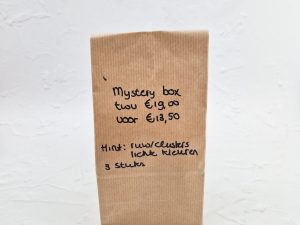 Mystery box
twv €19,00
voor €13,50
Hint: ruw/clusters
lichte kleuren
3 stuks